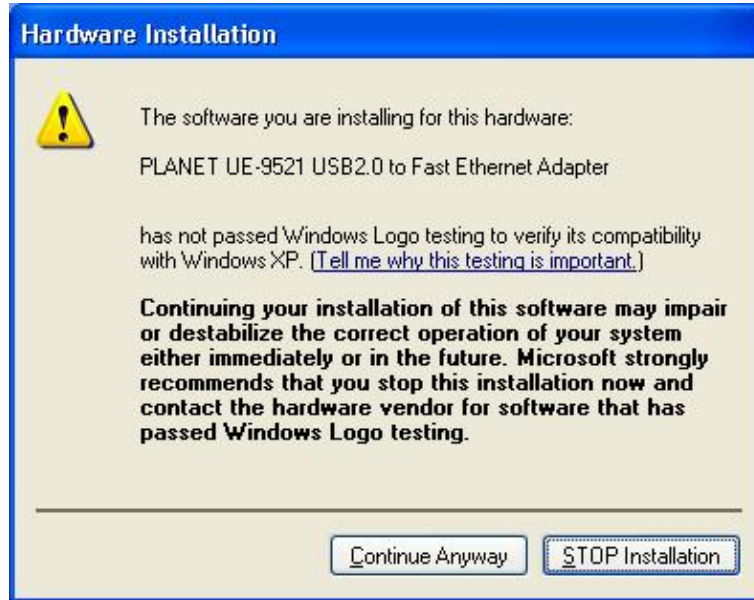 Hardware Installation
The software you are installing for this hardware:
PLANET UE-9521 USB2.0 to Fast Ethernet Adapter
has not passed Windows Logo testing to verify its compatibility
with Windows XP. (Tell me why this testing is important.)
Continuing your installation of this software may impair
or destabilize the correct operation of your system
either immediately or in the future. Microsoft strongly
recommends that you stop this installation now and
contact the hardware vendor for software that has
passed Windows Logo testing.
Continue Anyway
STOP Installation